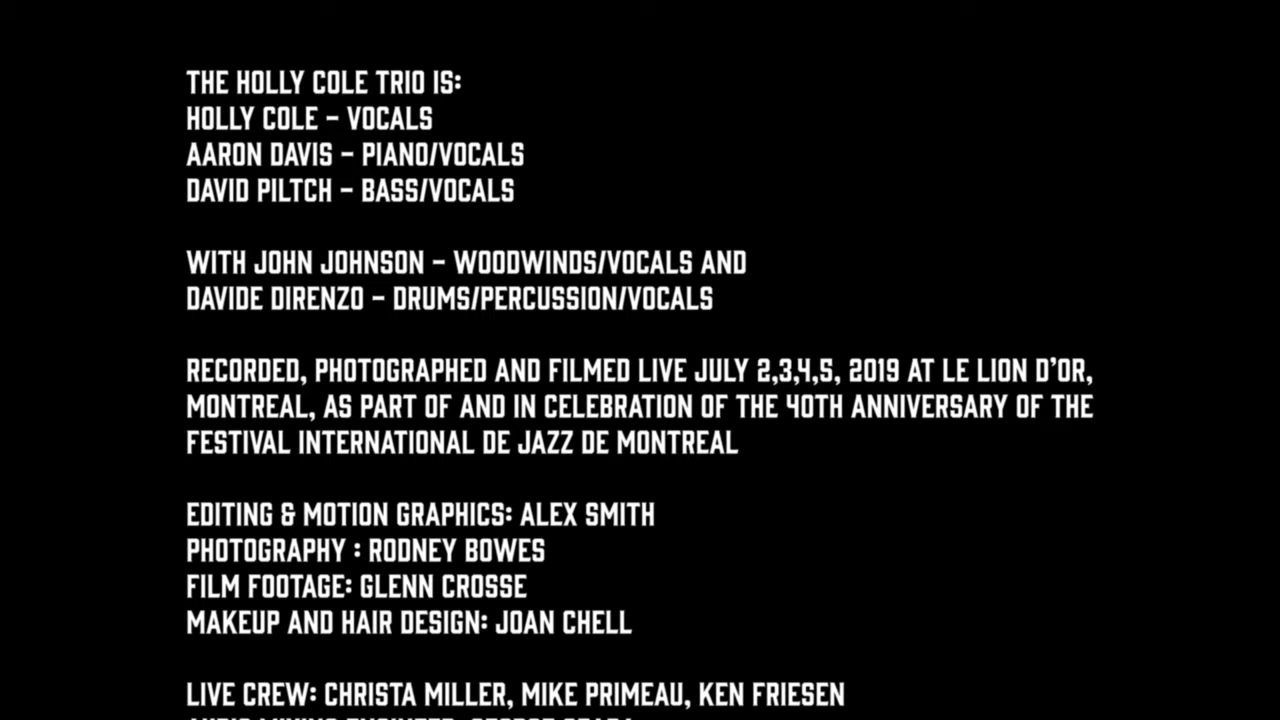 THE HOLLY COLE TRIO IS:
HOLLY COLE – VOCALS
AARON DAVIS – PIANO/VOCALS
DAVID PILTCH – BASS/VOCALS
WITH JOHN JOHNSON – WOODWINDS/VOCALS AND
DAVIDE DIRENZO – DRUMS/PERCUSSION/VOCALS
RECORDED, PHOTOGRAPHED AND FILMED LIVE JULY 2,3,4,5, 2019 AT LE LION D'OR,
MONTREAL, AS PART OF AND IN CELEBRATION OF THE 40TH ANNIVERSARY OF THE
FESTIVAL INTERNATIONAL DE JAZZ DE MONTREAL
EDITING & MOTION GRAPHICS: ALEX SMITH
PHOTOGRAPHY : RODNEY BOWES
FILM FOOTAGE: GLENN CROSSE
MAKEUP AND HAIR DESIGN: JOAN CHELL
LIVE CREW: CHRISTA MILLER, MIKE PRIMEAU, KEN FRIESEN